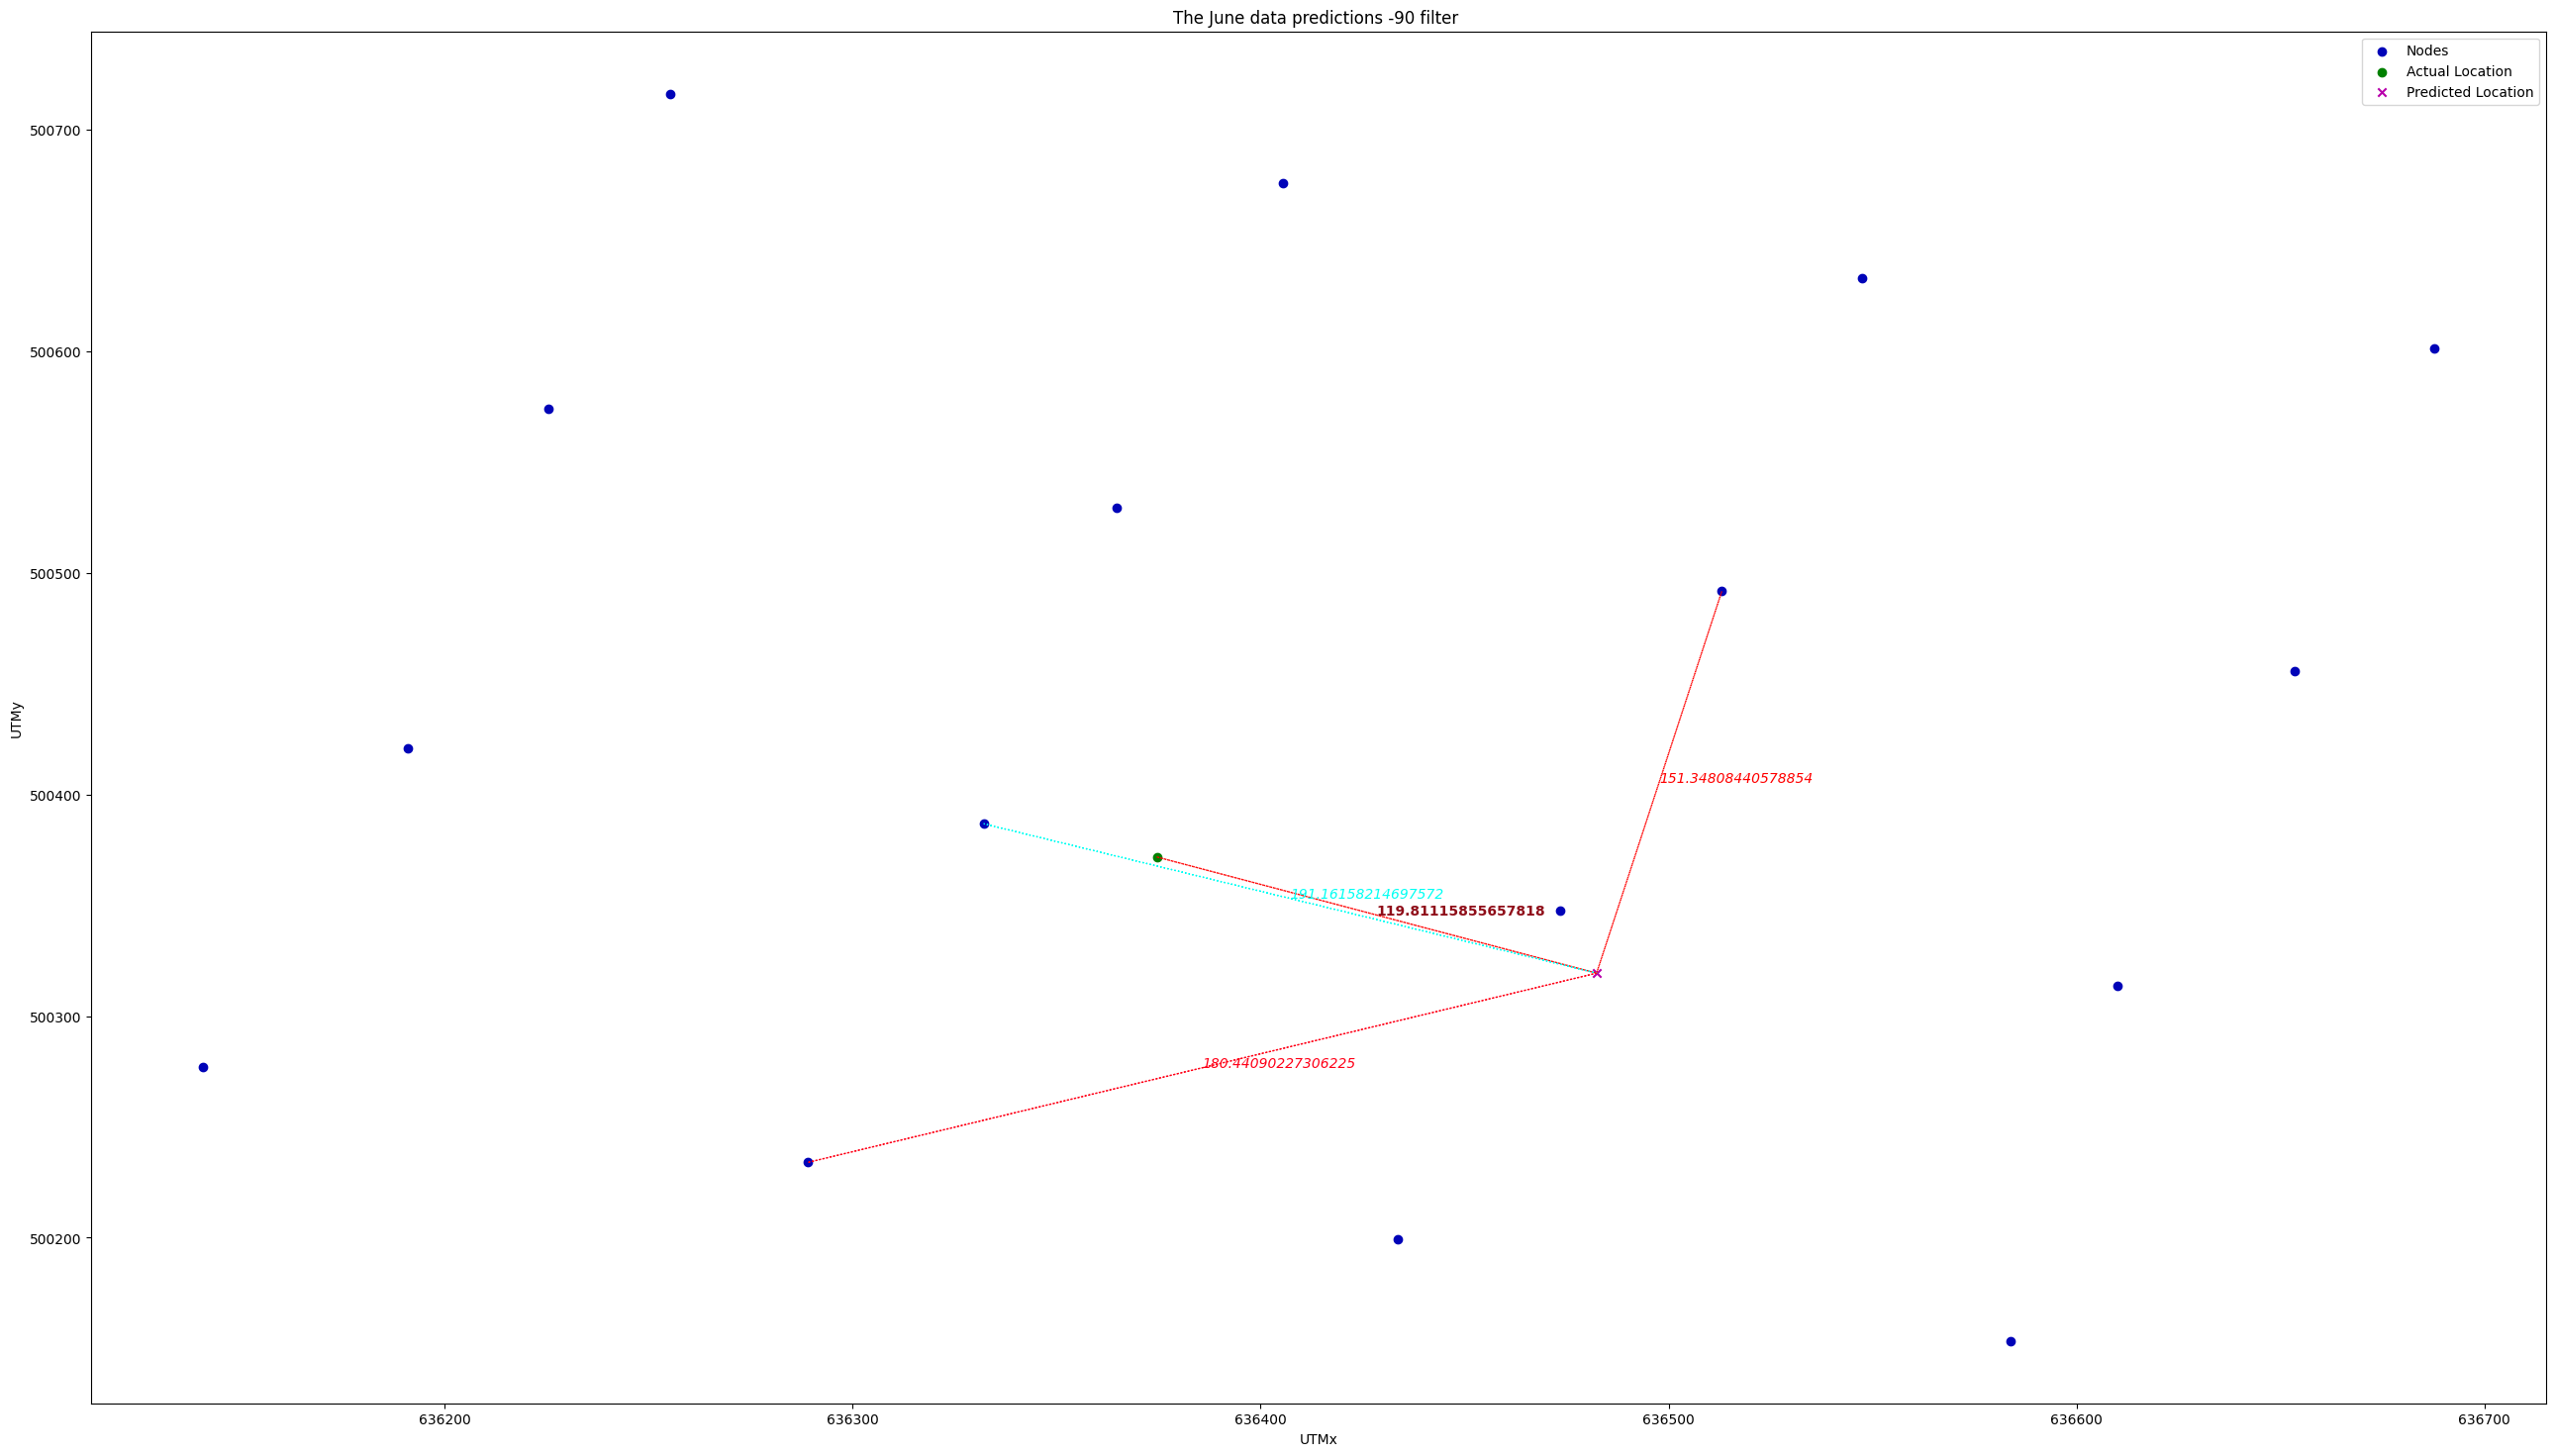 The June data predictions -90 filter
Nodes
Actual Location
Predicted Location
500700
500600
500500
500400
500300
500200
UTMy
151.34808440578854
191.16158214697572
119.81115855657818
180.44090227306225
636200
636300
636400
636500
636600
636700
UTMx